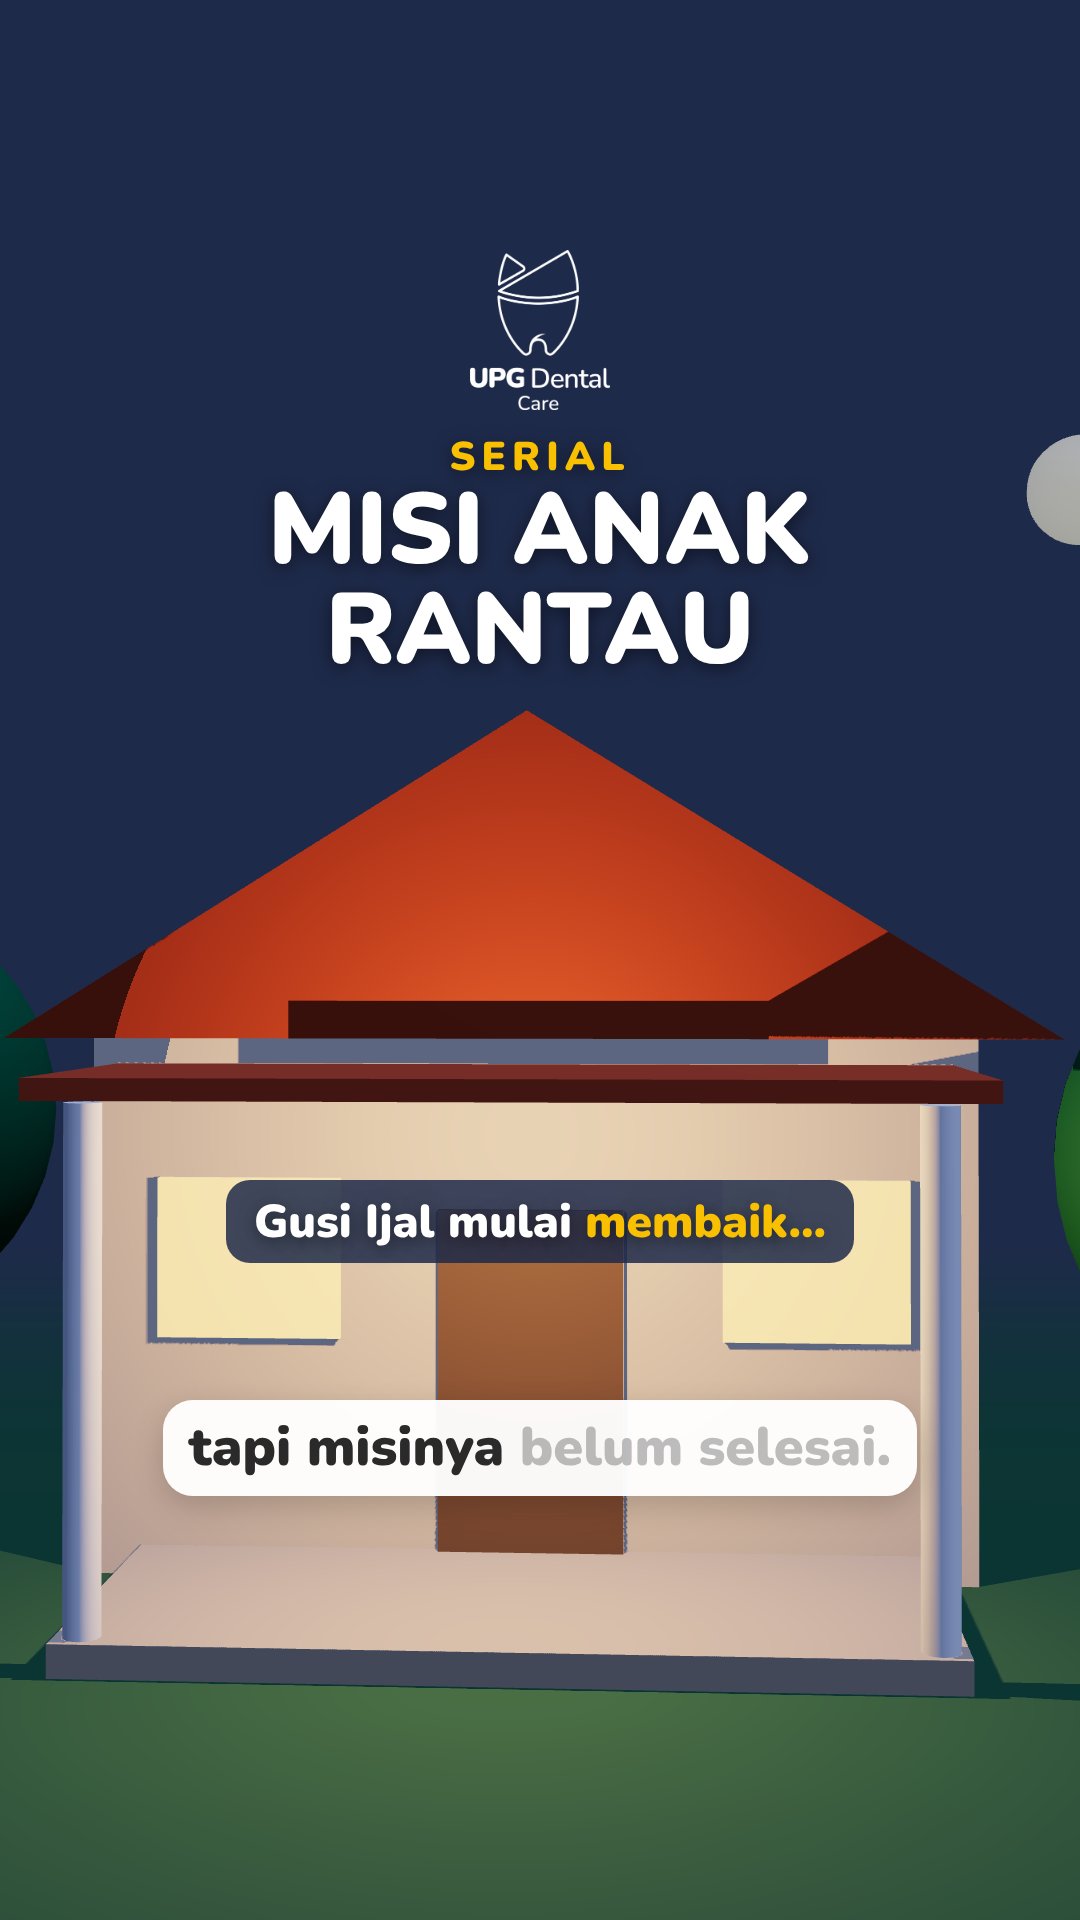 UPG Dental
Care
SERIAL
MISI ANAK
RANTAU
Gusi Ijal mulai membaik...
tapi misinya belum selesai.